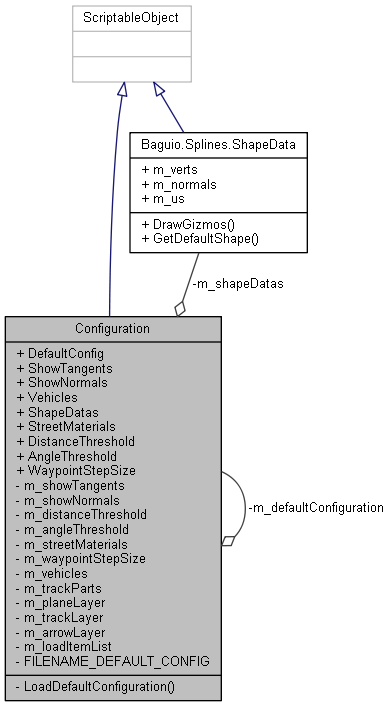 ScriptableObject
Baguio.Splines.ShapeData
+ m_verts
+ m_normals
+ m_us
+ DrawGizmos()
+ GetDefaultShape()
-m_shapeDatas
Configuration
+ DefaultConfig
+ ShowTangents
+ ShowNormals
+ Vehicles
+ ShapeDatas
+ StreetMaterials
+ DistanceThreshold
+ AngleThreshold
+ WaypointStepSize
- m_showTangents
- m_showNormals
- m_distanceThreshold
- m_angleThreshold
- m_streetMaterials
- m_waypointStepSize
- m_vehicles
- m_trackParts
- m_planeLayer
- m_trackLayer
- m_arrowLayer
- m_loadItemList
- FILENAME_DEFAULT_CONFIG
- LoadDefaultConfiguration()
-m_defaultConfiguration